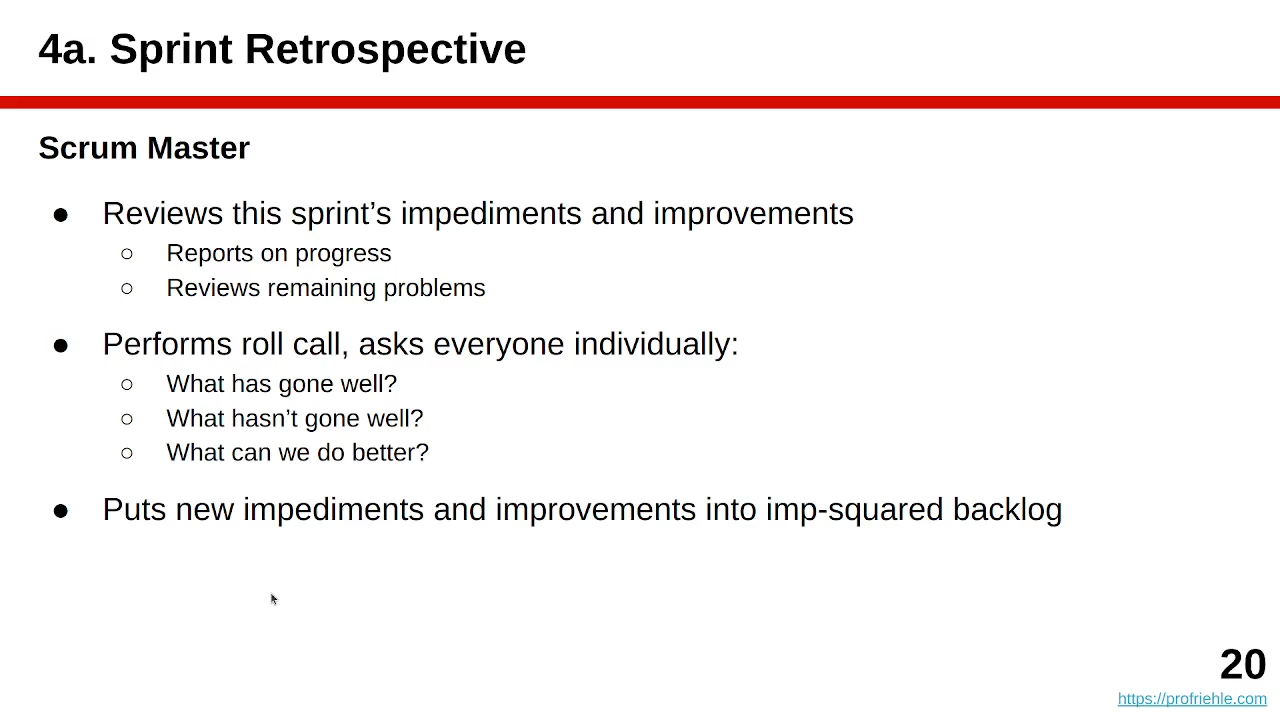 4a. Sprint Retrospective
Scrum Master
● Reviews this sprint’s impediments and improvements
○ Reports on progress
○ Reviews remaining problems
● Performs roll call, asks everyone individually:
○ What has gone well?
○ What hasn’t gone well?
○ What can we do better?
● Puts new impediments and improvements into imp-squared backlog
20
https://profriehle.com